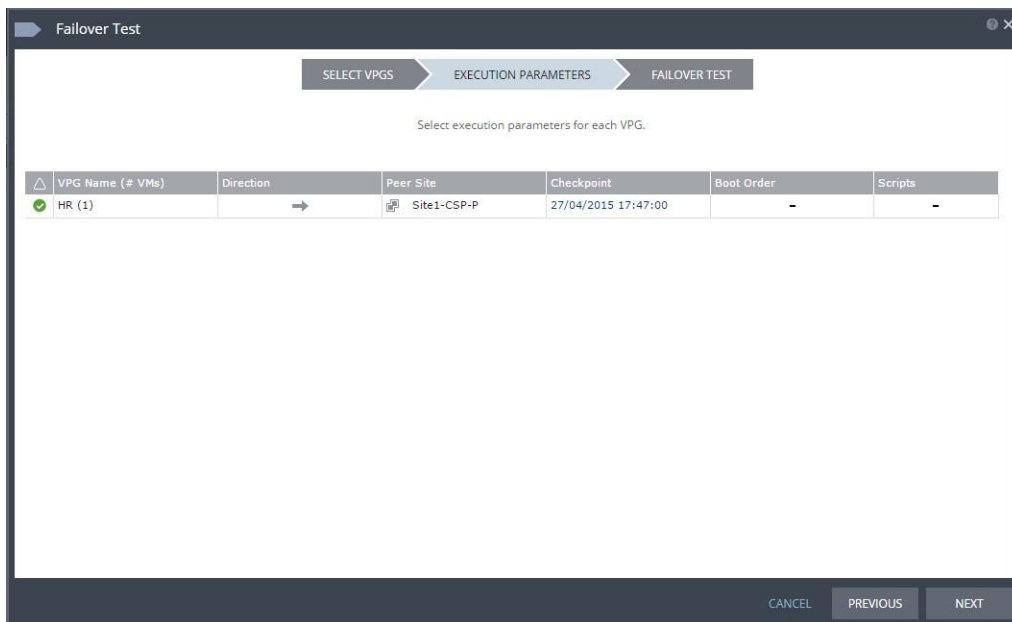 Failover Test
SELECT VPGS EXECUTION PARAMETERS FAILOVER TEST
Select execution parameters for each VPG.
VPG Name (# VMs) Direction Peer Site Checkpoint Boot Order Scripts
HR (1) Site1-CSP-P 27/04/2015 17:47:00 - -
CANCEL PREVIOUS NEXT